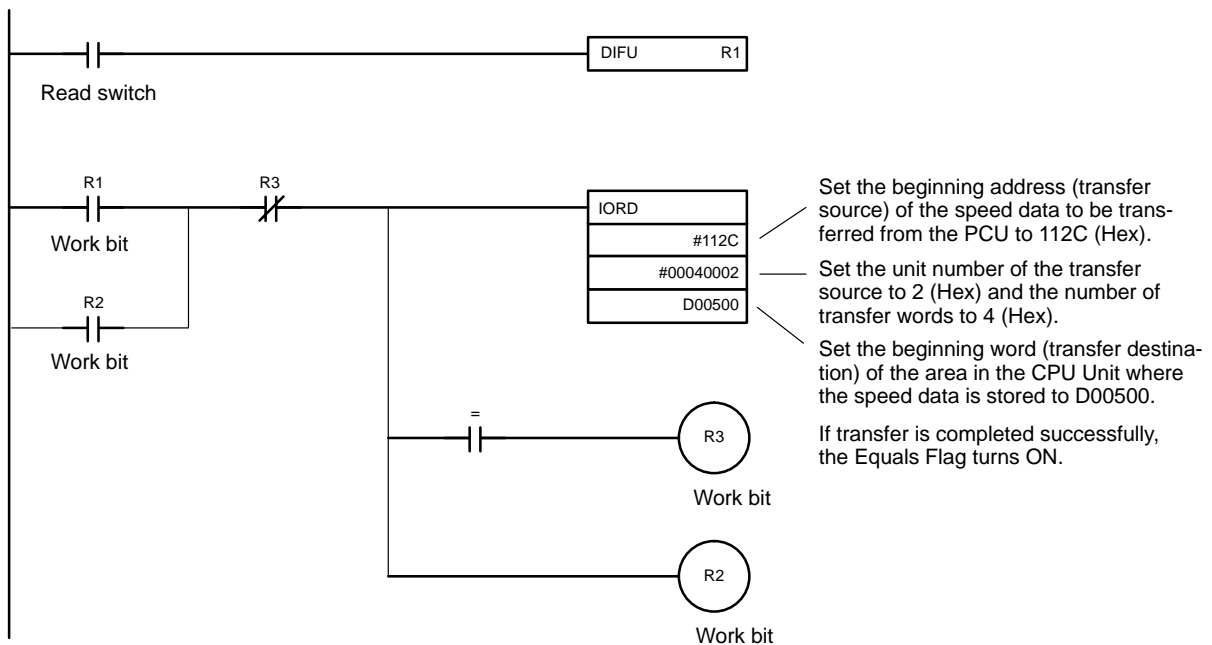 DIFU R1
Read switch
R1 R3
Work bit
R2
Work bit
IORD
#112C
#00040002
D00500
Set the beginning address (transfer
source) of the speed data to be trans-
ferred from the PCU to 112C (Hex).
Set the unit number of the transfer
source to 2 (Hex) and the number of
transfer words to 4 (Hex).
Set the beginning word (transfer destina-
tion) of the area in the CPU Unit where
the speed data is stored to D00500.
If transfer is completed successfully,
the Equals Flag turns ON.
=
R3
Work bit
R2
Work bit